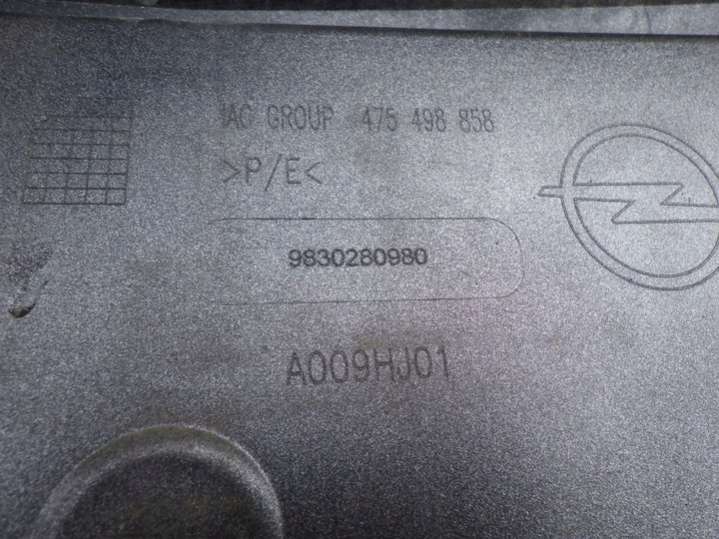 IAC GROUP 475 498 858
>P/E<
9830280980
A009HJ01